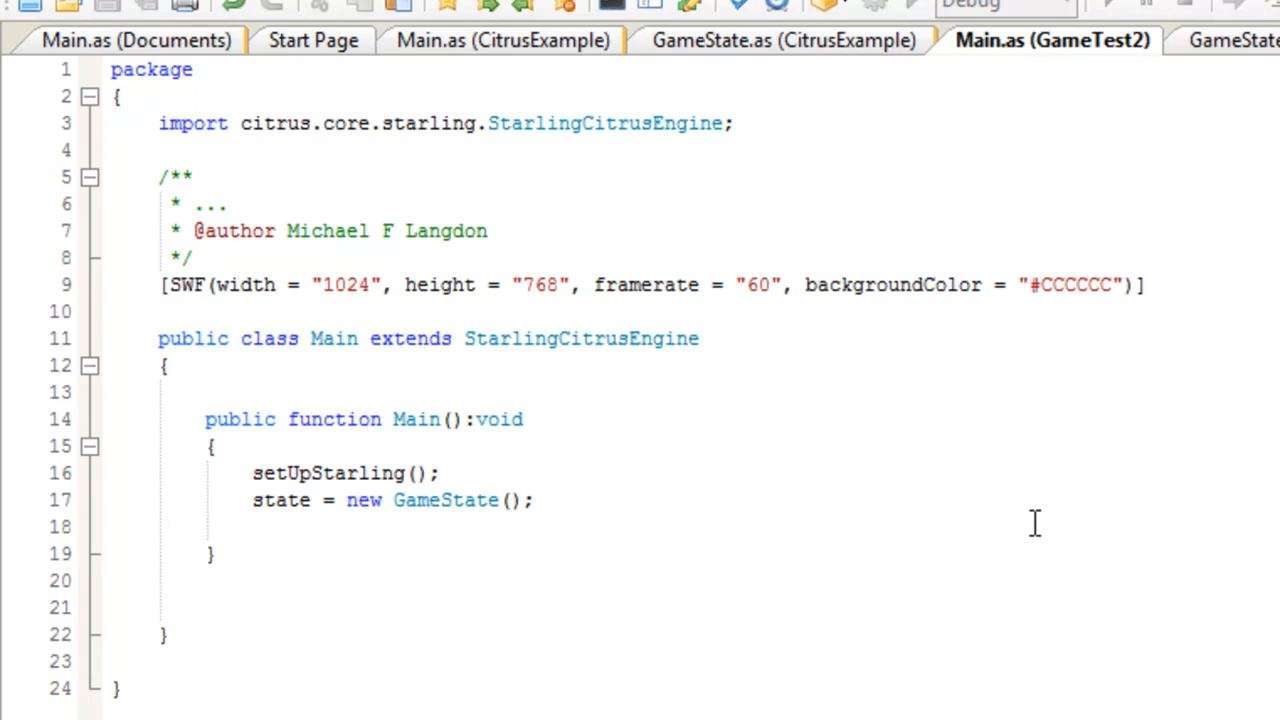 Debug
Main.as (Documents) Start Page Main.as (CitrusExample) GameState.as (CitrusExample) Main.as (GameTest2) GameState
1 package
2 {
3 import citrus.core.starling.StarlingCitrusEngine;
4
5 /**
6 * ...
7 * @author Michael F Langdon
8 */
9 [SWF(width = "1024", height = "768", framerate = "60", backgroundColor = "#CCCCCC")]
10
11 public class Main extends StarlingCitrusEngine
12 {
13
14 public function Main():void
15 {
16 setUpStarling();
17 state = new GameState();
18
19 }
20
21
22 }
23
24 }